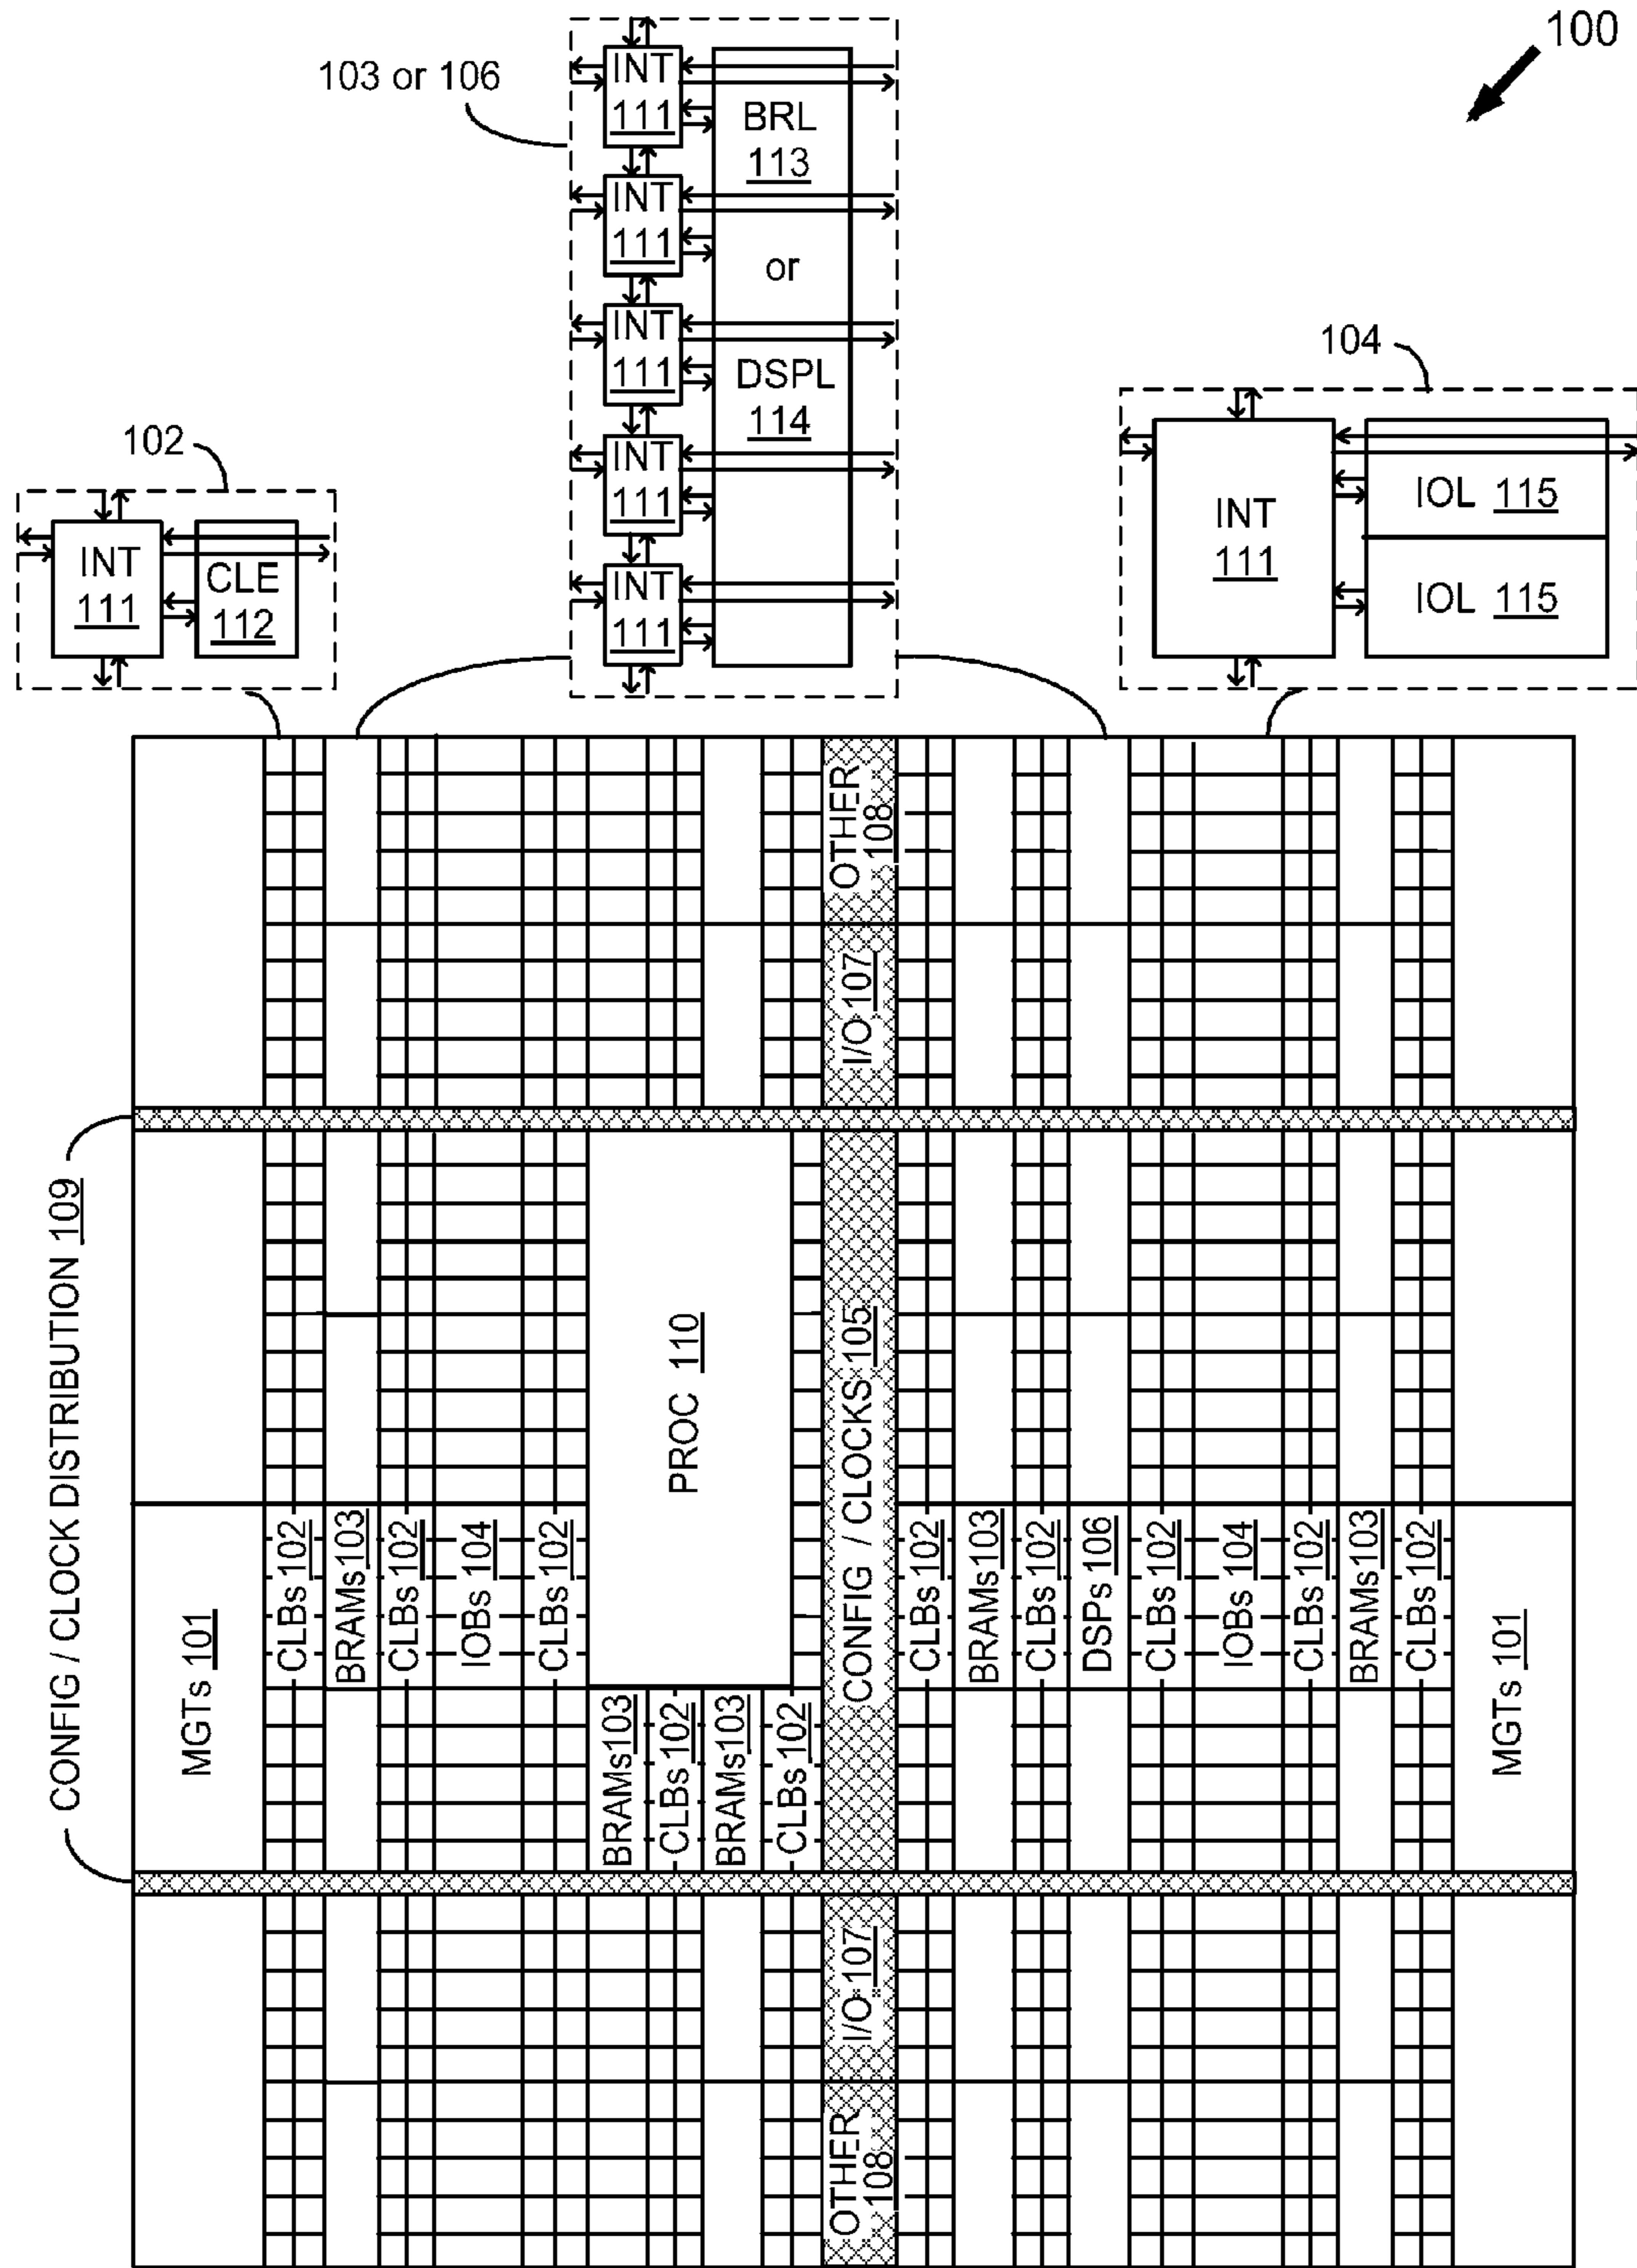 100
103 or 106
INT
111
INT
111
INT
111
INT
111
INT
111
BRL
113
or
DSPL
114
104
INT
111
IOL 115
IOL 115
102
INT
111
CLE
112
CONFIG / CLOCK DISTRIBUTION 109
OTHER
108
I/O 107
PROC 110
CONFIG / CLOCKS 105
MGTs 101
CLBs 102
BRAMs 103
CLBs 102
IOBs 104
CLBs 102
BRAMs 103
CLBs 102
BRAMs 103
CLBs 102
CLBs 102
BRAMs 103
CLBs 102
DSPs 106
CLBs 102
IOBs 104
CLBs 102
BRAMs 103
CLBs 102
MGTs 101
I/O 107
OTHER
108